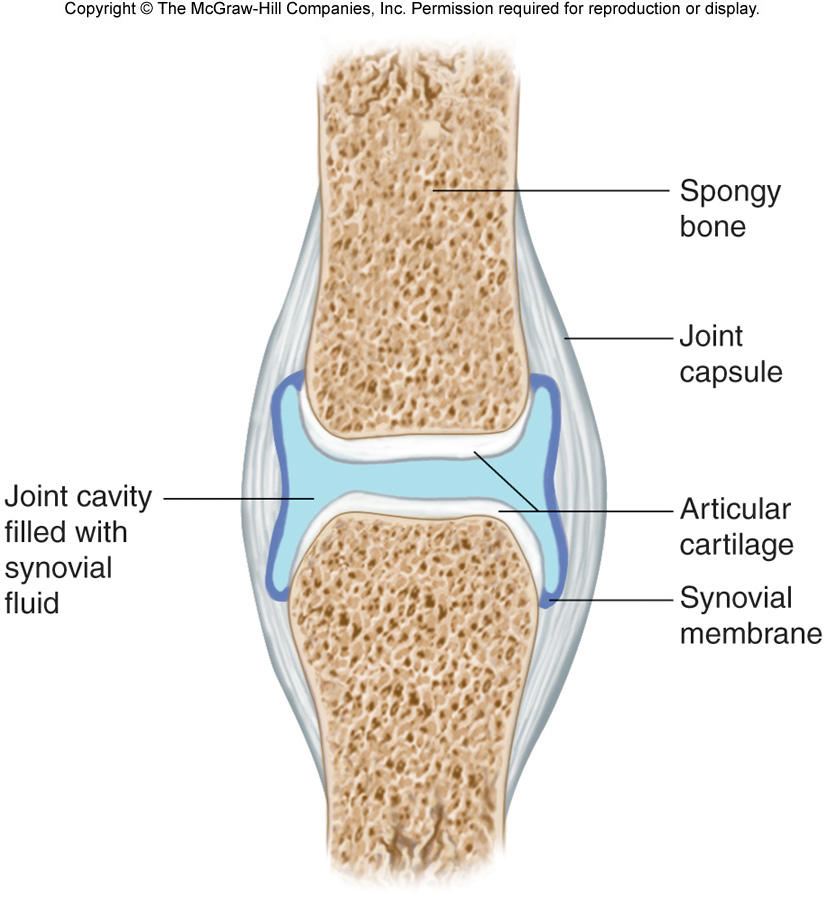 Copyright © The McGraw-Hill Companies, Inc. Permission required for reproduction or display.
Spongy
bone
Joint
capsule
Joint cavity
filled with
synovial
fluid
Articular
cartilage
Synovial
membrane